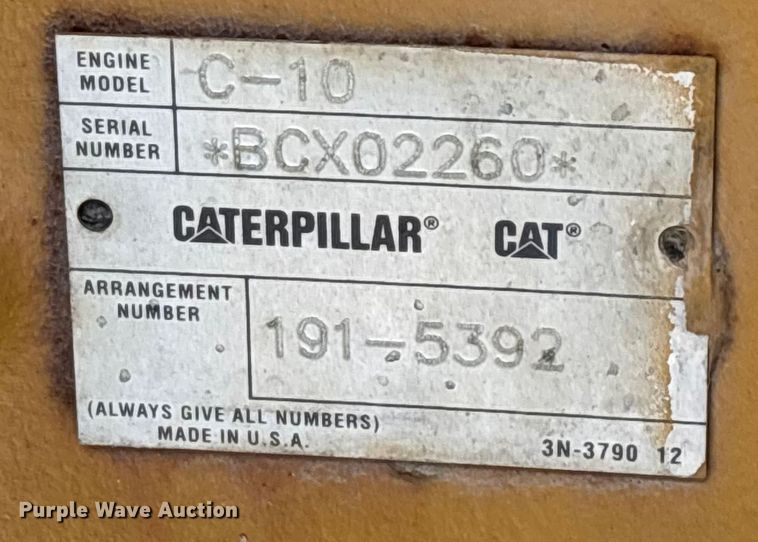 ENGINE MODEL C-10
SERIAL NUMBER *BCX02260*
CATERPILLAR® CAT®
ARRANGEMENT NUMBER 191-5392
(ALWAYS GIVE ALL NUMBERS)
MADE IN U.S.A.
3N-3790 12
Purple Wave Auction